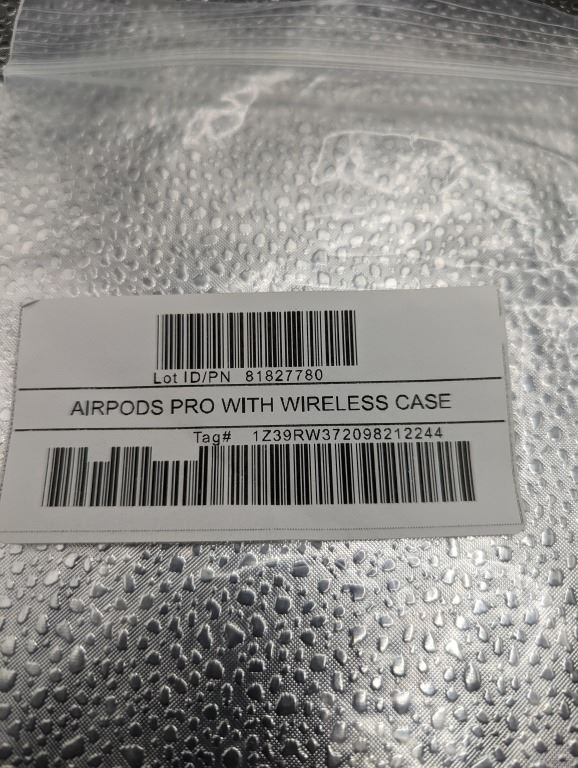 Lot ID/PN 81827780
AIRPODS PRO WITH WIRELESS CASE
Tag# 1Z39RW372098212244